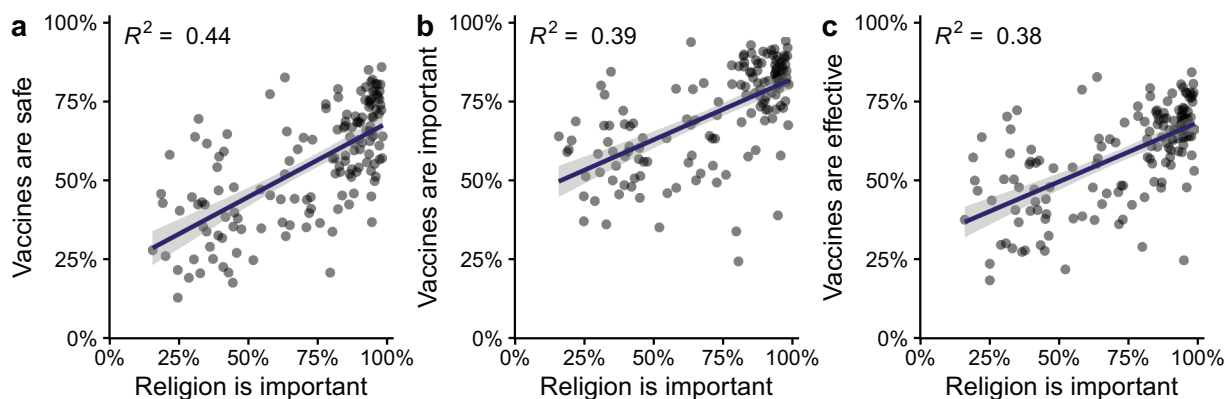 a
R² = 0.44
Vaccines are safe
100%
75%
50%
25%
0%
0% 25% 50% 75% 100%
Religion is important
b
R² = 0.39
Vaccines are important
100%
75%
50%
25%
0%
0% 25% 50% 75% 100%
Religion is important
c
R² = 0.38
Vaccines are effective
100%
75%
50%
25%
0%
0% 25% 50% 75% 100%
Religion is important